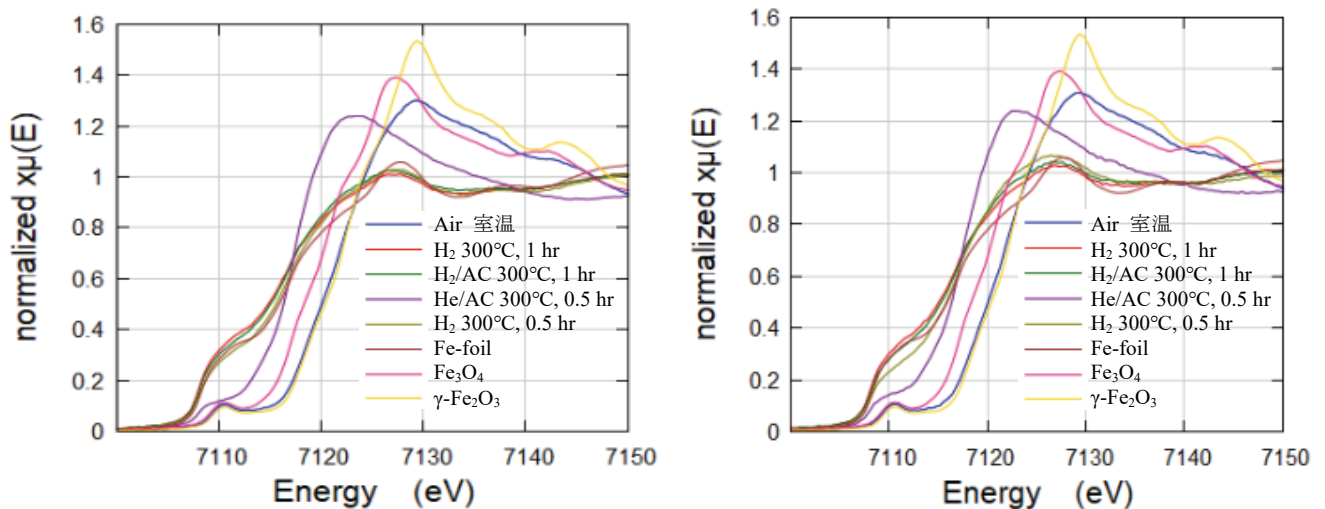 1.6
1.4
1.2
1
0.8
0.6
0.4
0.2
0
normalized xμ(E)
Air 室温
H₂ 300℃, 1 hr
H₂/AC 300℃, 1 hr
He/AC 300℃, 0.5 hr
H₂ 300℃, 0.5 hr
Fe-foil
Fe₃O₄
γ-Fe₂O₃
7110 7120 7130 7140 7150
Energy (eV)
1.6
1.4
1.2
1
0.8
0.6
0.4
0.2
0
normalized xμ(E)
Air 室温
H₂ 300℃, 1 hr
H₂/AC 300℃, 1 hr
He/AC 300℃, 0.5 hr
H₂ 300℃, 0.5 hr
Fe-foil
Fe₃O₄
γ-Fe₂O₃
7110 7120 7130 7140 7150
Energy (eV)